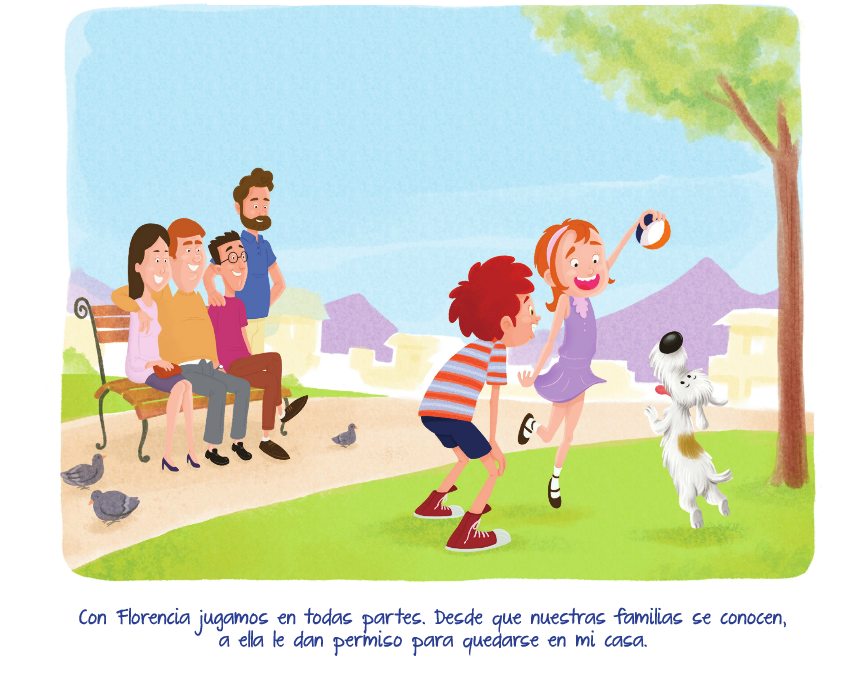 Con Florencia jugamos en todas partes. Desde que nuestras familias se conocen,
a ella le dan permiso para quedarse en mi casa.